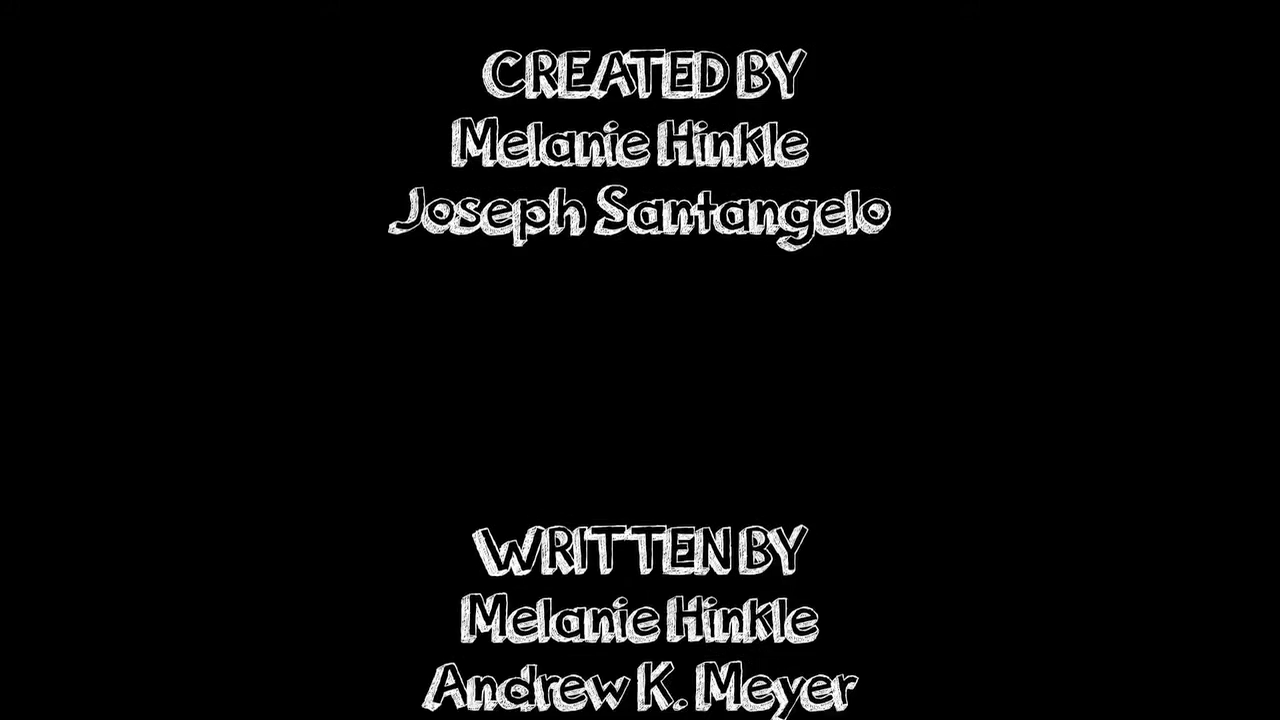 CREATED BY
Melanie Hinkle
Joseph Santangelo
WRITTEN BY
Melanie Hinkle
Andrew K. Meyer